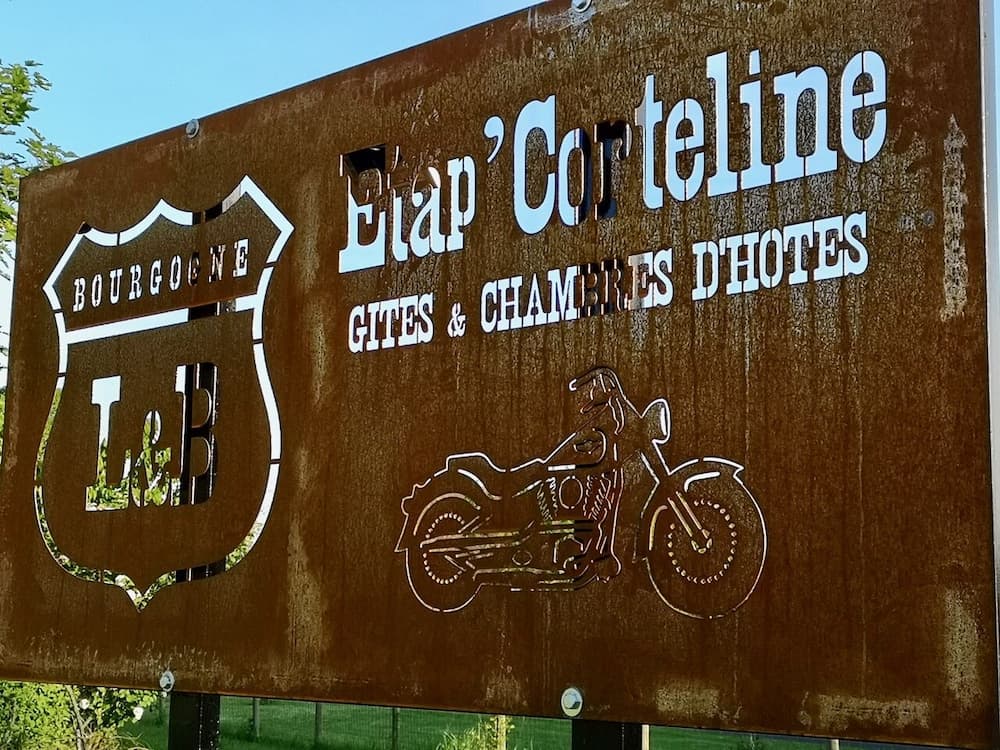 BOURGOGNE
L&B
Etap'Corteline
GITES & CHAMBRES D'HOTES